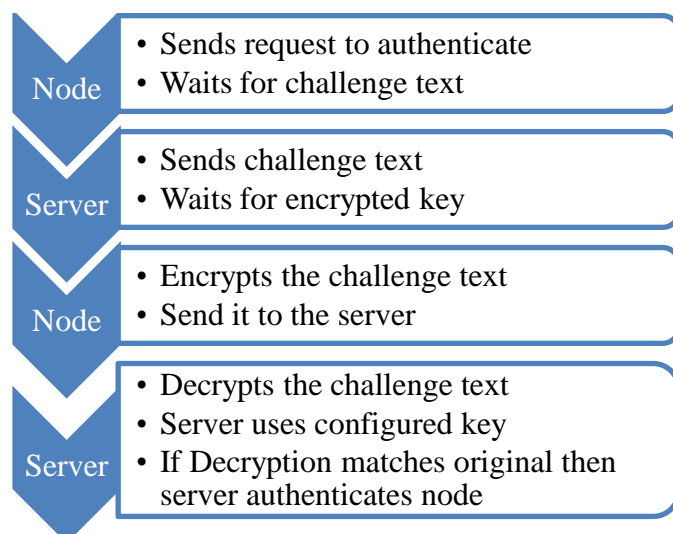 Node
• Sends request to authenticate
• Waits for challenge text
Server
• Sends challenge text
• Waits for encrypted key
Node
• Encrypts the challenge text
• Send it to the server
Server
• Decrypts the challenge text
• Server uses configured key
• If Decryption matches original then
server authenticates node